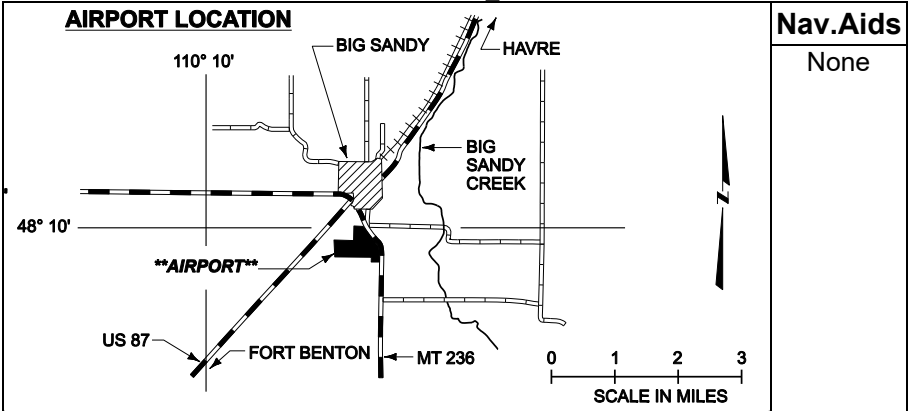 AIRPORT LOCATION
Nav.Aids
None
BIG SANDY
HAVRE
110° 10'
BIG
SANDY
CREEK
N
48° 10'
**AIRPORT**
US 87
FORT BENTON
MT 236
0 1 2 3
SCALE IN MILES